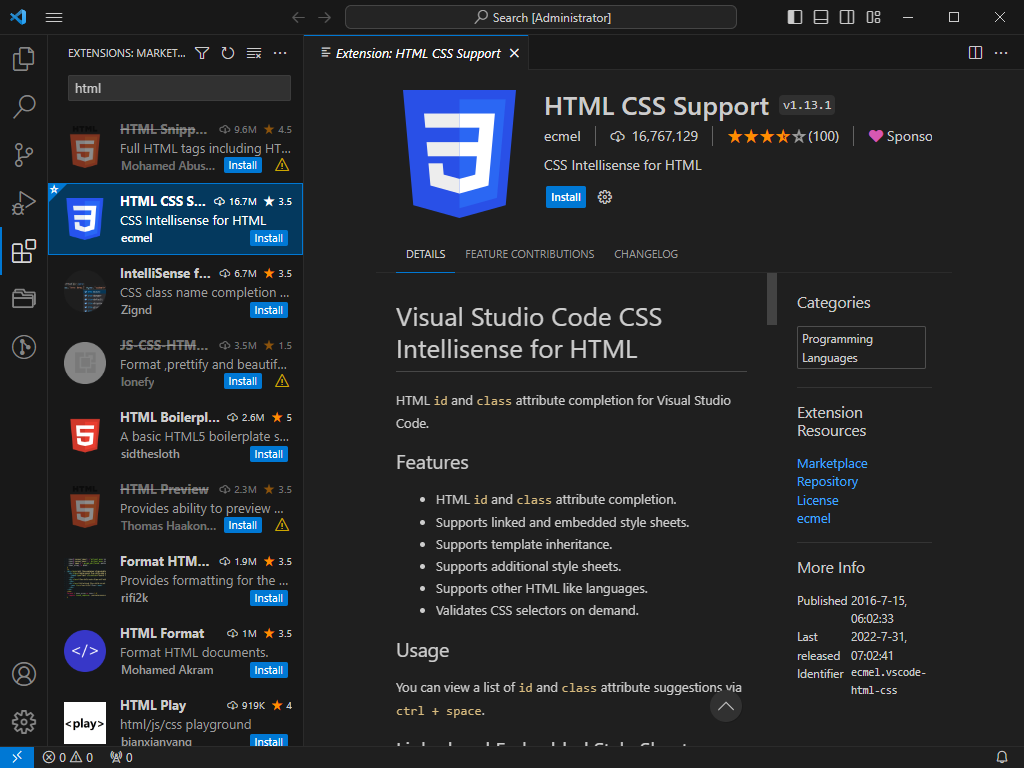 Search [Administrator]
EXTENSIONS: MARKET...
html
HTML Snipp... 9.6M 4.5
Full HTML tags including HT...
Mohamed Abus... Install
HTML CSS S... 16.7M 3.5
CSS Intellisense for HTML
ecmel Install
IntelliSense f... 6.7M 3.5
CSS class name completion ...
Zignd Install
JS-CSS-HTM... 3.5M 1.5
Format ,prettify and beautif...
lonefy Install
HTML Boilerpl... 2.6M 5
A basic HTML5 boilerplate s...
sidthesloth Install
HTML Preview 2.3M 3.5
Provides ability to preview ...
Thomas Haakon... Install
Format HTM... 1.9M 3.5
Provides formatting for the ...
rifi2k Install
HTML Format 1M 3.5
Format HTML documents.
Mohamed Akram Install
<play>
HTML Play 919K 4
html/js/css playground
bianxianyang Install
Extension: HTML CSS Support
HTML CSS Support v1.13.1
ecmel 16,767,129 (100) Sponso
CSS Intellisense for HTML
Install
DETAILS FEATURE CONTRIBUTIONS CHANGELOG
Visual Studio Code CSS
Intellisense for HTML
HTML id and class attribute completion for Visual Studio
Code.
Features
• HTML id and class attribute completion.
• Supports linked and embedded style sheets.
• Supports template inheritance.
• Supports additional style sheets.
• Supports other HTML like languages.
• Validates CSS selectors on demand.
Usage
You can view a list of id and class attribute suggestions via
ctrl + space.
Linked and Embedded Style Sheets
Categories
Programming
Languages
Extension
Resources
Marketplace
Repository
License
ecmel
More Info
Published 2016-7-15,
06:02:33
Last 2022-7-31,
released 07:02:41
Identifier ecmel.vscode-
html-css
0 0 0